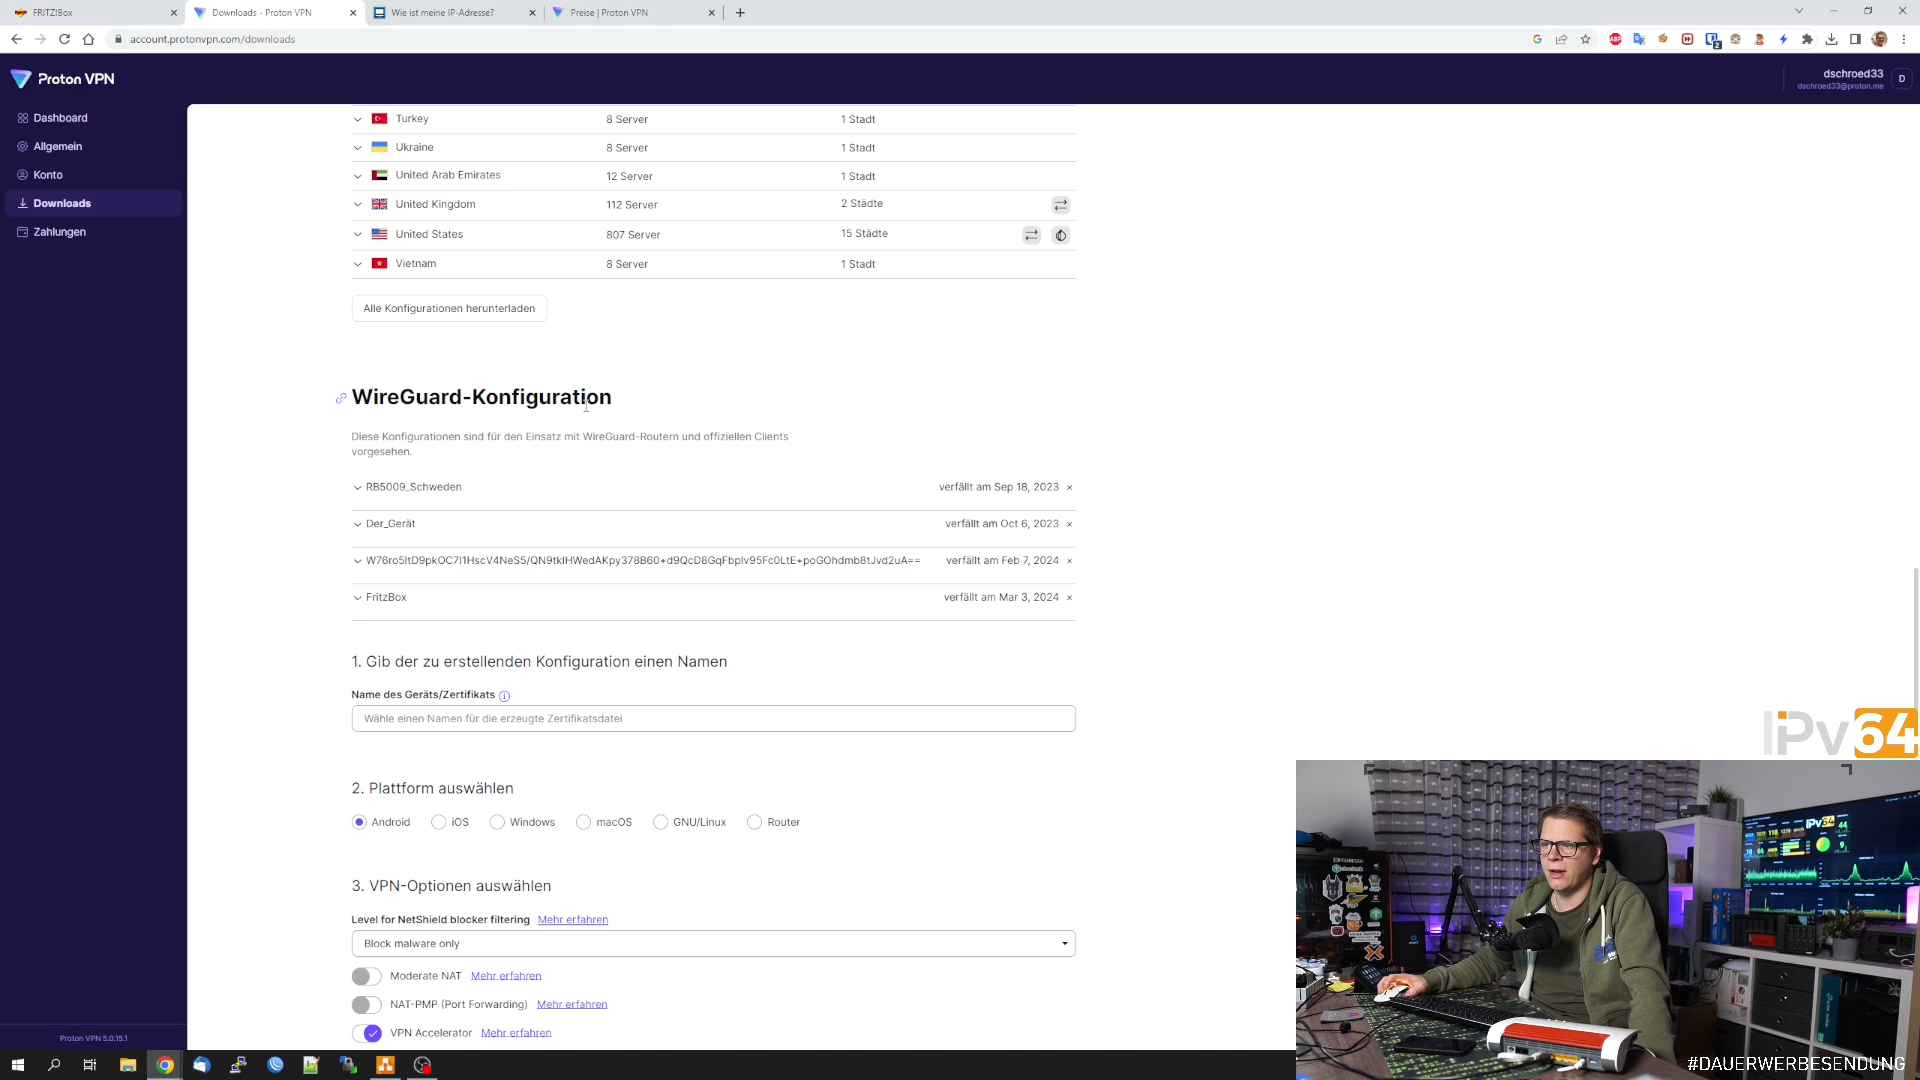 FRITZ!Box
Downloads - Proton VPN
Wie ist meine IP-Adresse?
Preise | Proton VPN
account.protonvpn.com/downloads
Proton VPN
dschroed33
dschroed33@proton.me
D
Dashboard
Allgemein
Konto
Downloads
Zahlungen
Turkey 8 Server 1 Stadt
Ukraine 8 Server 1 Stadt
United Arab Emirates 12 Server 1 Stadt
United Kingdom 112 Server 2 Städte
United States 807 Server 15 Städte
Vietnam 8 Server 1 Stadt
Alle Konfigurationen herunterladen
WireGuard-Konfiguration
Diese Konfigurationen sind für den Einsatz mit WireGuard-Routern und offiziellen Clients
vorgesehen.
RB5009_Schweden verfällt am Sep 18, 2023
Der_Gerät verfällt am Oct 6, 2023
verfällt am Feb 7, 2024
FritzBox verfällt am Mar 3, 2024
1. Gib der zu erstellenden Konfiguration einen Namen
Name des Geräts/Zertifikats
Wähle einen Namen für die erzeugte Zertifikatsdatei
2. Plattform auswählen
Android iOS Windows macOS GNU/Linux Router
3. VPN-Optionen auswählen
Level for NetShield blocker filtering Mehr erfahren
Block malware only
Moderate NAT Mehr erfahren
NAT-PMP (Port Forwarding) Mehr erfahren
VPN Accelerator Mehr erfahren
Proton VPN 5.0.15.1
IPv64
#DAUERWERBESENDUNG